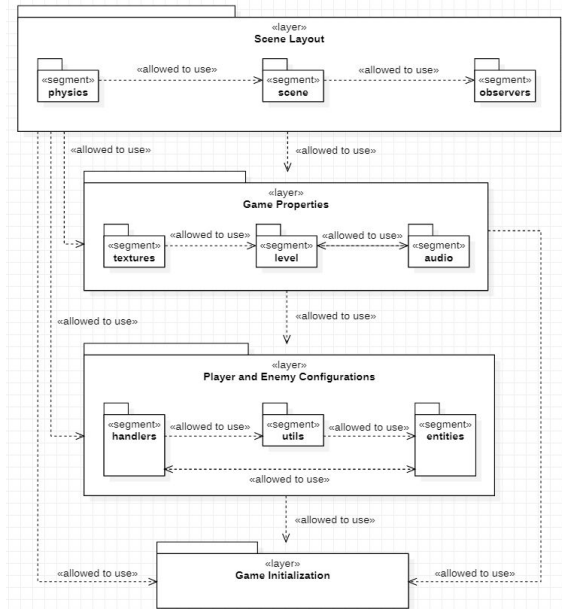 «layer»
Scene Layout
«allowed to use»
«allowed to use»
«segment»
physics
«segment»
scene
«segment»
observers
«allowed to use»
«allowed to use»
«layer»
Game Properties
«segment»
textures
«allowed to use»
«segment»
level
«allowed to use»
«segment»
audio
«allowed to use»
«allowed to use»
«layer»
Player and Enemy Configurations
«segment»
handlers
«allowed to use»
«segment»
utils
«allowed to use»
«segment»
entities
«allowed to use»
«allowed to use»
«layer»
Game Initialization
«allowed to use»
«allowed to use»